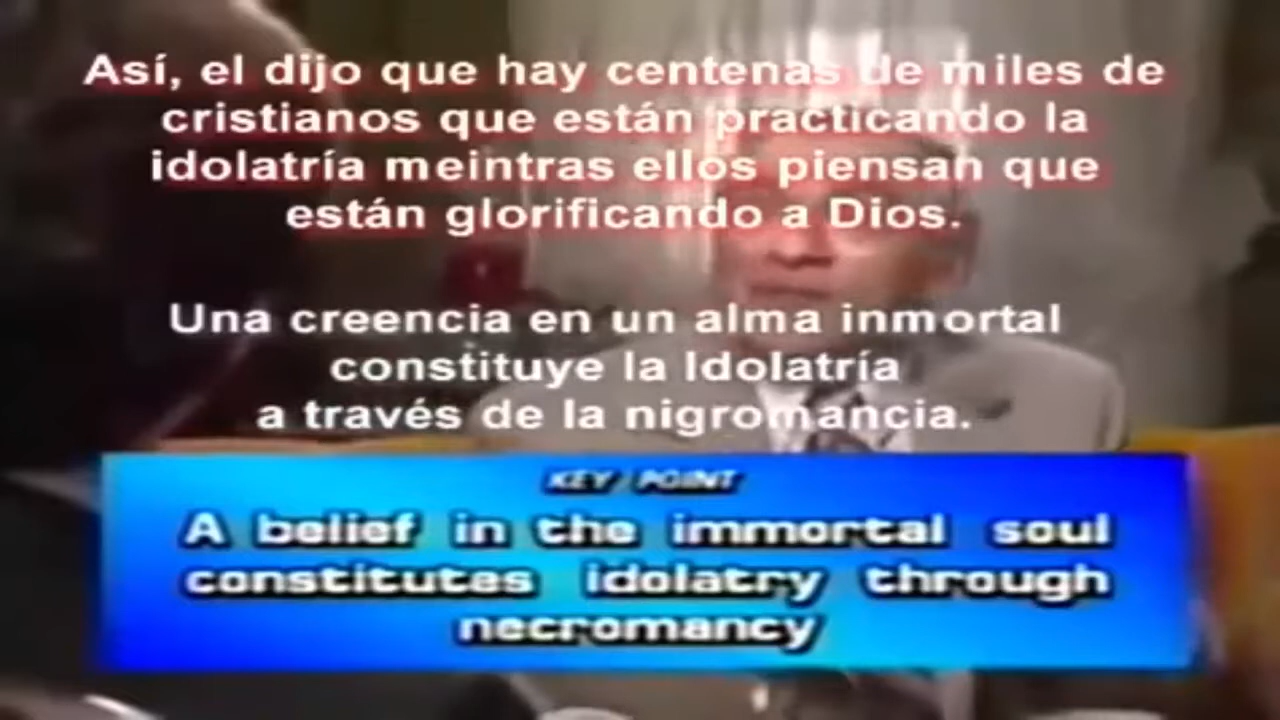 Así, el dijo que hay centenas de miles de
cristianos que están practicando la
idolatría meintras ellos piensan que
están glorificando a Dios.
Una creencia en un alma inmortal
constituye la Idolatría
a través de la nigromancia.
KEY POINT
A belief in the immortal soul
constitutes idolatry through
necromancy